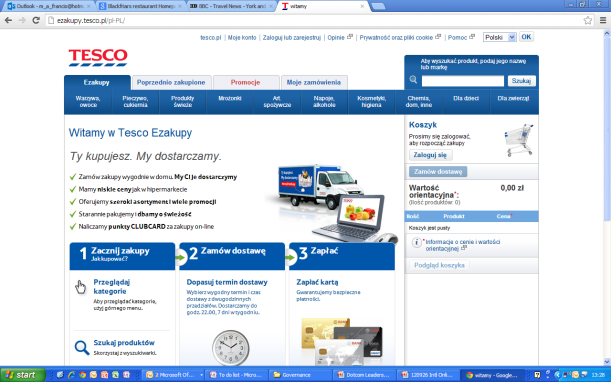 Outlook - m_a_francis@hotm
Blackfriars restaurant Honey
BBC - Travel News - York and
witamy
ezakupy.tesco.pl/pl-PL/
tesco.pl | Moje konto | Zaloguj lub zarejestruj | Opinie | Prywatność oraz pliki cookie | Pomoc | Polski OK
TESCO
Ezakupy Poprzednio zakupione Promocje Moje zamówienia
Aby wyszukać produkt, podaj jego nazwę lub markę
Szukaj
Warzywa, owoce
Pieczywo, cukiernia
Produkty świeże
Mrożonki
Art. spożywcze
Napoje, alkohole
Kosmetyki, higiena
Chemia, dom, inne
Dla dzieci
Dla zwierząt
Witamy w Tesco Ezakupy
Ty kupujesz. My dostarczamy.
Zamów zakupy wygodnie w domu. My Ci je dostarczymy
Mamy niskie ceny jak w hipermarkecie
Oferujemy szeroki asortyment i wiele promocji
Starannie pakujemy i dbamy o świeżość
Naliczamy punkty CLUBCARD za zakupy on-line
1 Zacznij zakupy
Jak kupować?
2 Zamów dostawę
3 Zapłać
Przeglądaj kategorie
Aby przeglądać kategorie, użyj górnego menu.
Szukaj produktów
Skorzystaj z wyszukiwarki.
Dopasuj termin dostawy
Wybierz wygodny termin i czas
dostawy z dwugodzinnych
przedziałów. Dostarczamy do
godz. 22.00, 7 dni w tygodniu.
Zapłać kartą
Gwarantujemy bezpieczne
płatności.
Koszyk
Prosimy się zalogować,
aby rozpocząć zakupy
Zaloguj się
Zamów dostawę
Wartość orientacyjna*: 0,00 zł
(Ilość produktów: 0)
Ilość Produkt Cena
Koszyk jest pusty
* Informacje o cenie i wartości
orientacyjnej
Podgląd koszyka
start
3 Microsoft Of...
To do list - Micros...
Governance
Dotcom Leaders...
120926 Intl Onlin...
witamy - Google...
13:28